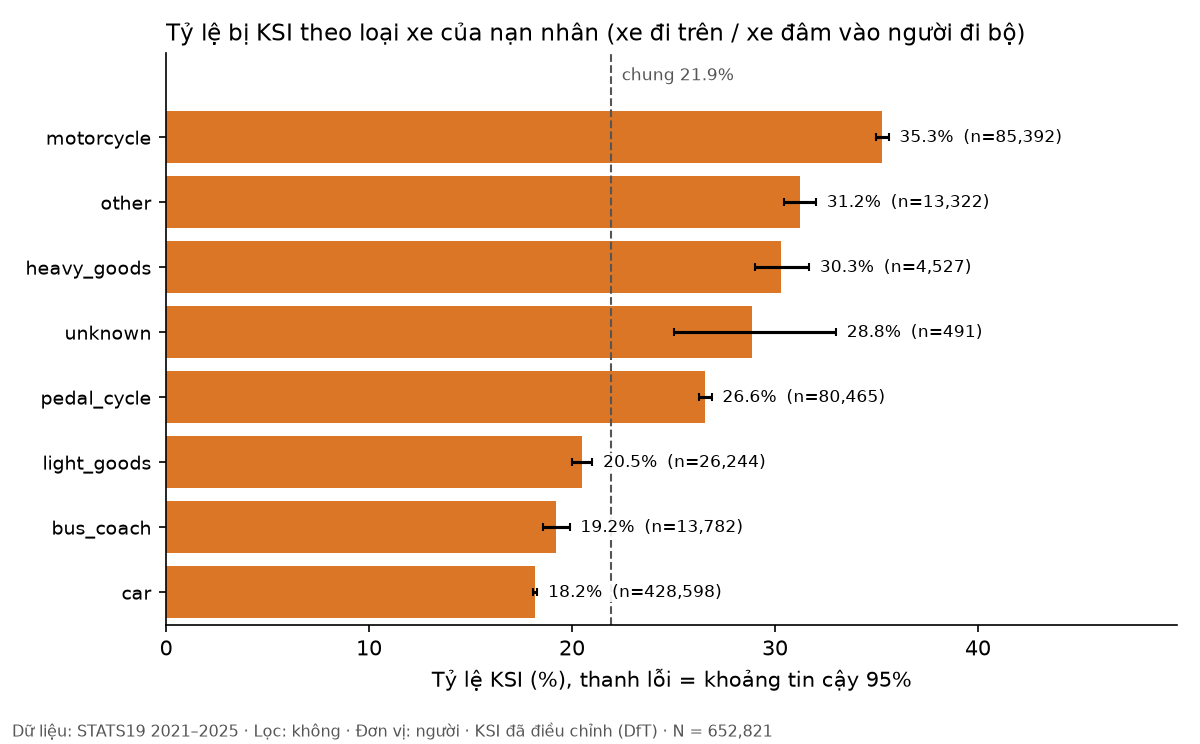 Tỷ lệ bị KSI theo loại xe của nạn nhân (xe đi trên / xe đâm vào người đi bộ)
chung 21.9%
motorcycle 35.3% (n=85,392)
other 31.2% (n=13,322)
heavy_goods 30.3% (n=4,527)
unknown 28.8% (n=491)
pedal_cycle 26.6% (n=80,465)
light_goods 20.5% (n=26,244)
bus_coach 19.2% (n=13,782)
car 18.2% (n=428,598)
0 10 20 30 40
Tỷ lệ KSI (%), thanh lỗi = khoảng tin cậy 95%
Dữ liệu: STATS19 2021–2025 · Lọc: không · Đơn vị: người · KSI đã điều chỉnh (DfT) · N = 652,821